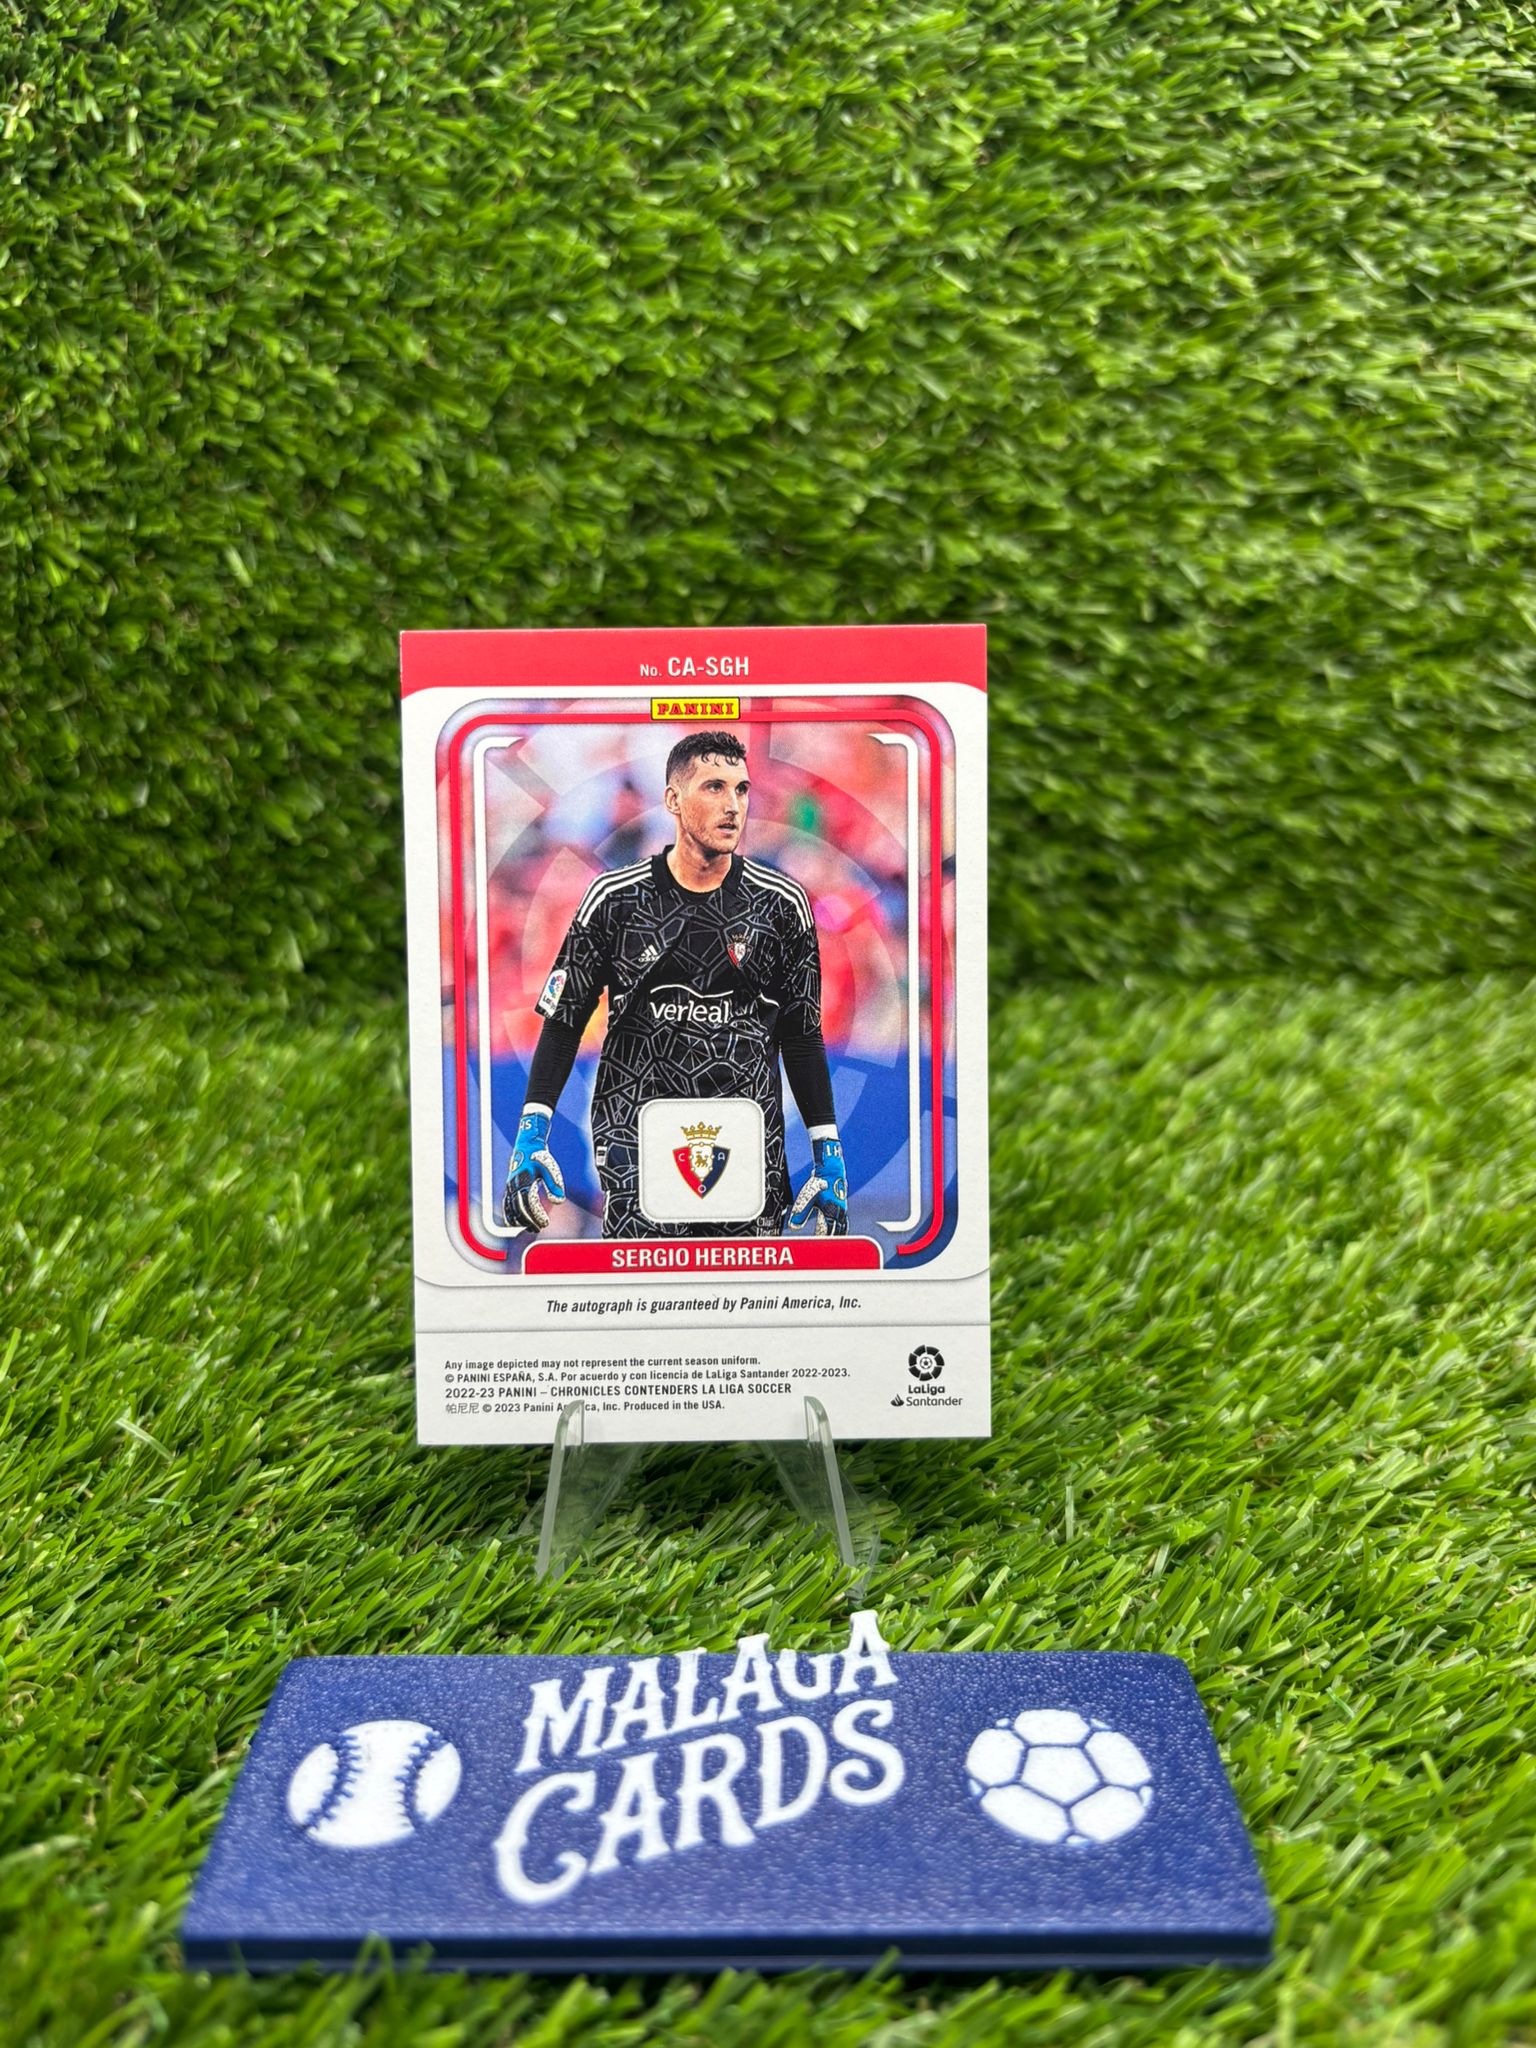 No. CA-SGH
PANINI
verleal
HS
1 H
C A
O
SERGIO HERRERA
The autograph is guaranteed by Panini America, Inc.
Any image depicted may not represent the current season uniform.
© PANINI ESPAÑA, S.A. Por acuerdo y con licencia de LaLiga Santander 2022-2023.
2022-23 PANINI – CHRONICLES CONTENDERS LA LIGA SOCCER
帕尼尼 © 2023 Panini America, Inc. Produced in the USA.
LaLiga
Santander
MALAGA
CARDS